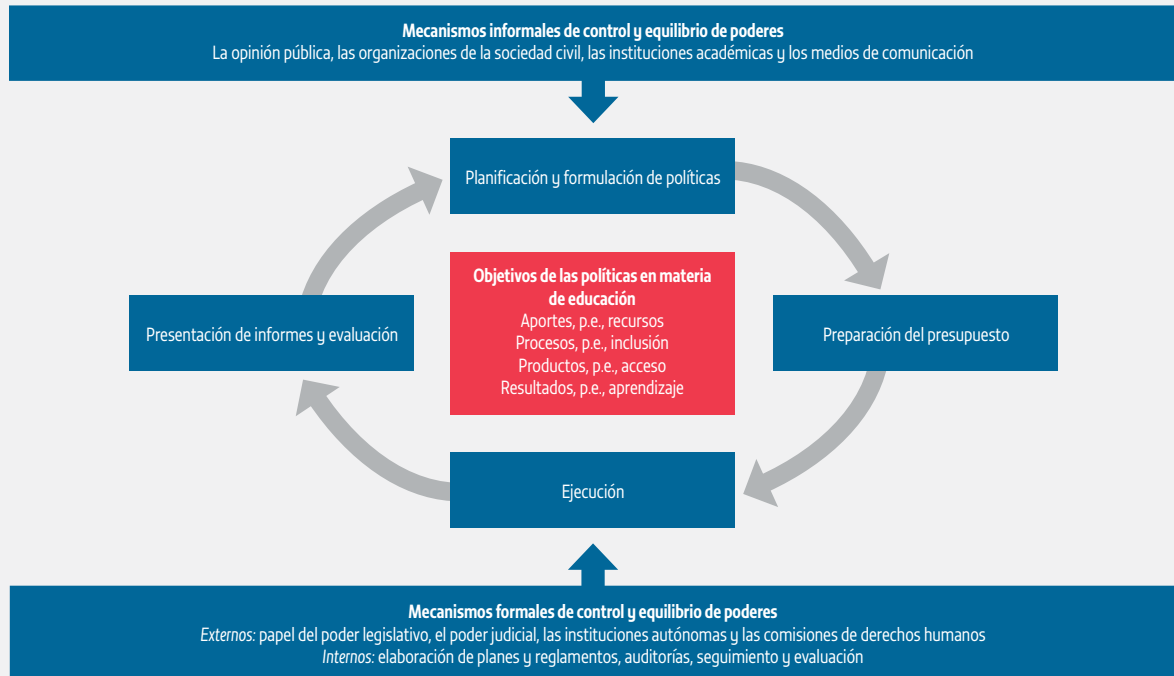 Mecanismos informales de control y equilibrio de poderes
La opinión pública, las organizaciones de la sociedad civil, las instituciones académicas y los medios de comunicación
Planificación y formulación de políticas
Objetivos de las políticas en materia
de educación
Aportes, p.e., recursos
Procesos, p.e., inclusión
Productos, p.e., acceso
Resultados, p.e., aprendizaje
Presentación de informes y evaluación
Preparación del presupuesto
Ejecución
Mecanismos formales de control y equilibrio de poderes
Externos: papel del poder legislativo, el poder judicial, las instituciones autónomas y las comisiones de derechos humanos
Internos: elaboración de planes y reglamentos, auditorías, seguimiento y evaluación